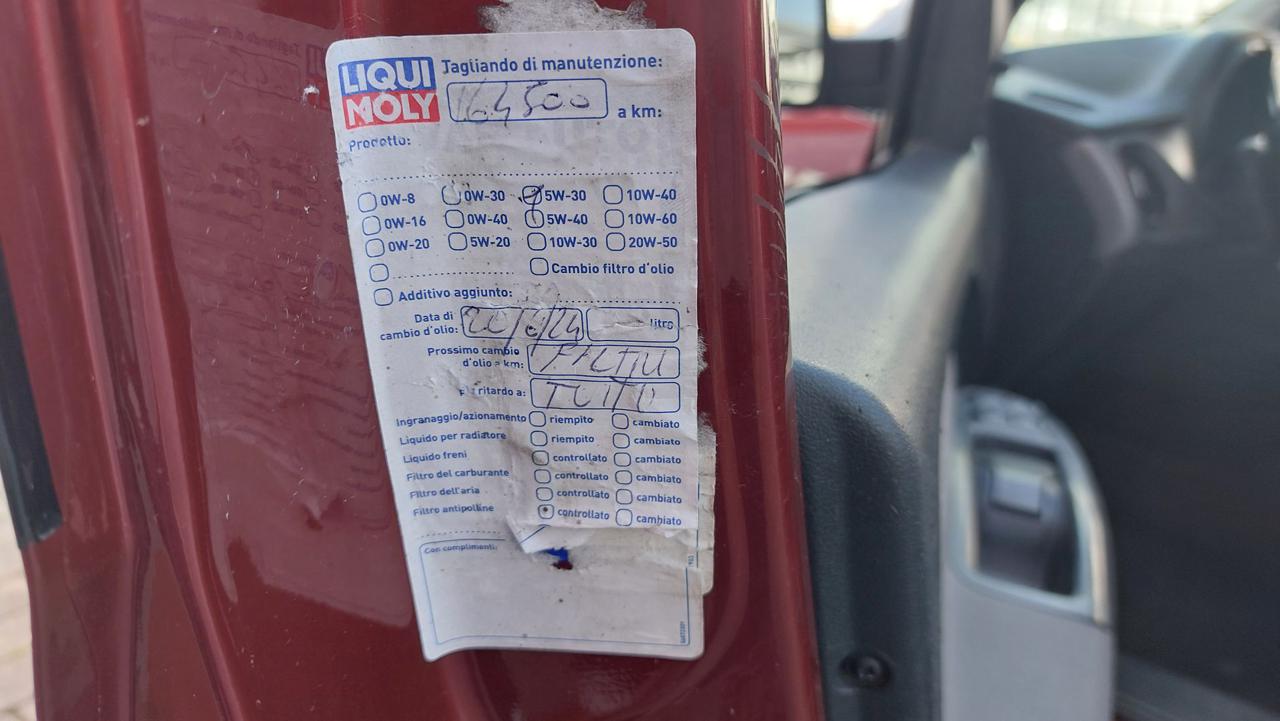 LIQUI MOLY
Tagliando di manutenzione:
164500 a km:
Prodotto:
0W-8 0W-30 5W-30 10W-40
0W-16 0W-40 5W-40 10W-60
0W-20 5W-20 10W-30 20W-50
Cambio filtro d'olio
Additivo aggiunto:
Data di
cambio d'olio: litro
Prossimo cambio
d'olio a km: FILTRI
ritardo a: TUTTI
Ingranaggio/azionamento riempito cambiato
Liquido per radiatore riempito cambiato
Liquido freni controllato cambiato
Filtro del carburante controllato cambiato
Filtro dell'aria controllato cambiato
Filtro antipolline controllato cambiato
Con complimenti: